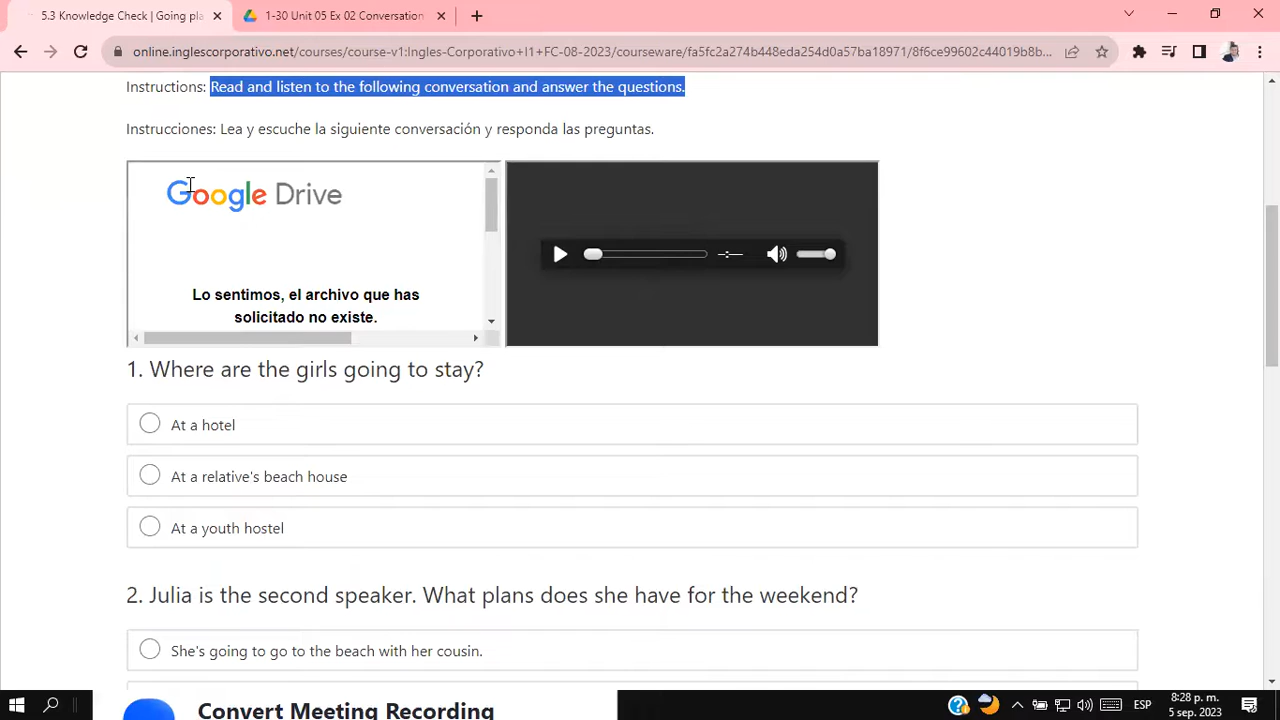 5.3 Knowledge Check | Going pla
1-30 Unit 05 Ex 02 Conversation
online.inglescorporativo.net/courses/course-v1:Ingles-Corporativo+I1+FC-08-2023/courseware/fa5fc2a274b448eda254d0a57ba18971/8f6ce99602c44019b8b...
Instructions: Read and listen to the following conversation and answer the questions.
Instrucciones: Lea y escuche la siguiente conversación y responda las preguntas.
Google Drive
Lo sentimos, el archivo que has
solicitado no existe.
-:--
1. Where are the girls going to stay?
At a hotel
At a relative's beach house
At a youth hostel
2. Julia is the second speaker. What plans does she have for the weekend?
She's going to go to the beach with her cousin.
Convert Meeting Recording
ESP
8:28 p. m.
5 sep. 2023